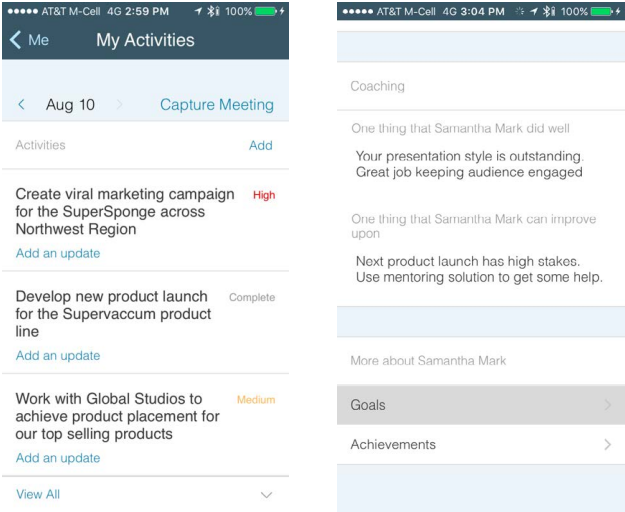 AT&T M-Cell 4G 2:59 PM 100%
Me My Activities
Aug 10 Capture Meeting
Activities Add
Create viral marketing campaign High
for the SuperSponge across
Northwest Region
Add an update
Develop new product launch Complete
for the Supervaccum product
line
Add an update
Work with Global Studios to Medium
achieve product placement for
our top selling products
Add an update
View All
AT&T M-Cell 4G 3:04 PM 100%
Coaching
One thing that Samantha Mark did well
Your presentation style is outstanding.
Great job keeping audience engaged
One thing that Samantha Mark can improve
upon
Next product launch has high stakes.
Use mentoring solution to get some help.
More about Samantha Mark
Goals
Achievements